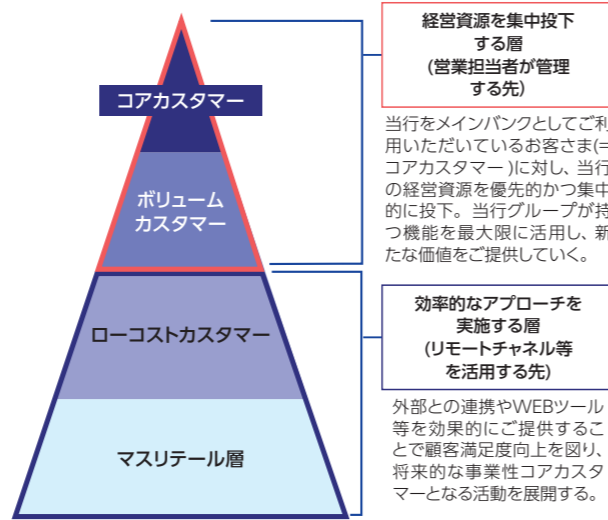 コアカスタマー
ボリューム
カスタマー
ローコストカスタマー
マスリテール層
経営資源を集中投下
する層
(営業担当者が管理
する先)
当行をメインバンクとしてご利
用いただいているお客さま(=
コアカスタマー )に対し、当行
の経営資源を優先的かつ集中
的に投下。当行グループが持
つ機能を最大限に活用し、新
たな価値をご提供していく。
効率的なアプローチを
実施する層
(リモートチャネル等
を活用する先)
外部との連携やWEBツール
等を効果的にご提供するこ
とで顧客満足度向上を図り、
将来的な事業性コアカスタ
マーとなる活動を展開する。